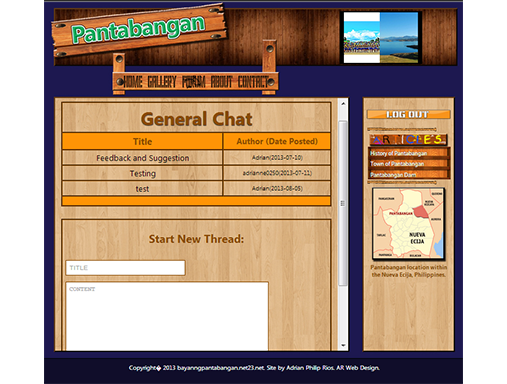 Pantabangan
HOME GALLERY FORUM ABOUT CONTACT
General Chat
Title Author (Date Posted)
Feedback and Suggestion Adrian(2013-07-10)
Testing adrianne0250(2013-07-11)
test Adrian(2013-08-05)
Start New Thread:
TITLE
CONTENT
LOG OUT
ARTICLES
History of Pantabangan
Town of Pantabangan
Pantabangan Dam
PANTABANGAN
NUEVA
ECIJA
Pantabangan location within
the Nueva Ecija, Philippines.
Copyright� 2013 bayanngpantabangan.net23.net. Site by Adrian Philip Rios. AR Web Design.